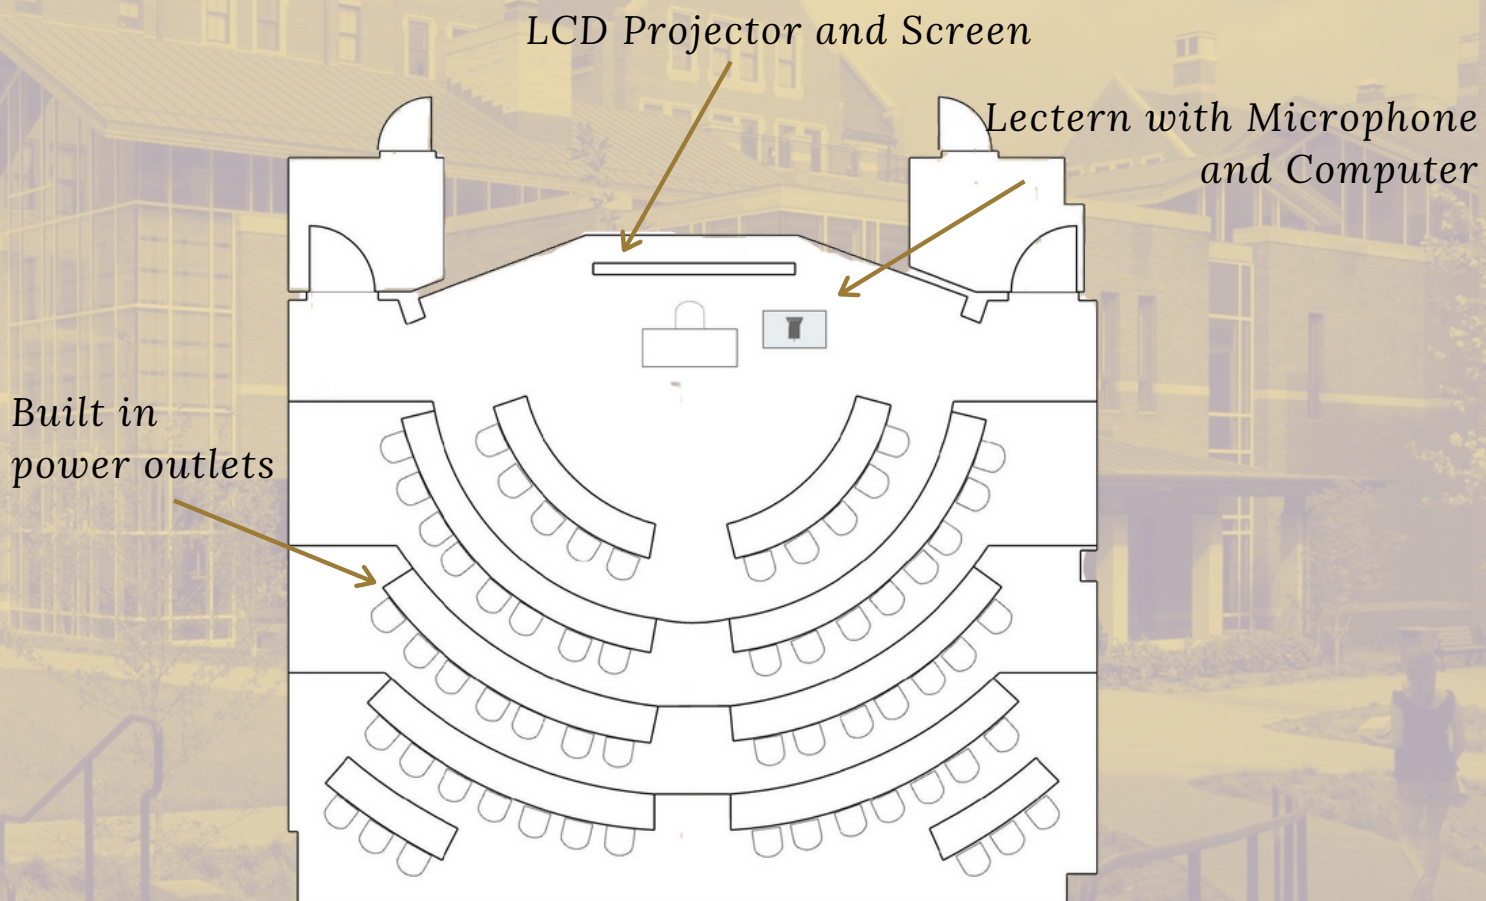 LCD Projector and Screen
Lectern with Microphone
and Computer
Built in
power outlets